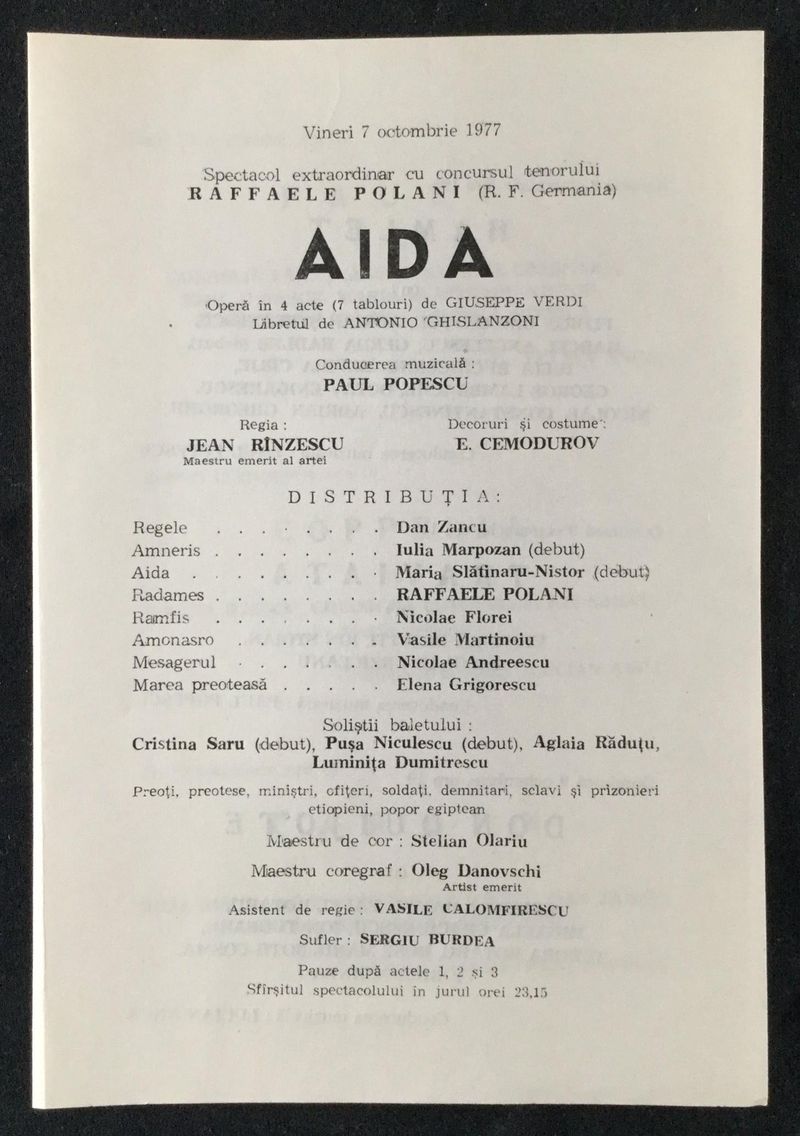 Vineri 7 octombrie 1977
Spectacol extraordinar cu concursul tenorului
RAFFAELE POLANI (R. F. Germania)
AIDA
Operă în 4 acte (7 tablouri) de GIUSEPPE VERDI
Libretul de ANTONIO GHISLANZONI
Conducerea muzicală :
PAUL POPESCU
Regia :
JEAN RÎNZESCU
Maestru emerit al artei
Decoruri și costume :
E. CEMODUROV
DISTRIBUȚIA:
Regele . . . . . . . . Dan Zancu
Amneris . . . . . . . . Iulia Marpozan (debut)
Aida . . . . . . . . . Maria Slătinaru-Nistor (debut)
Radames . . . . . . . . RAFFAELE POLANI
Ramfis . . . . . . . . Nicolae Florei
Amonasro . . . . . . . Vasile Martinoiu
Mesagerul . . . . . . . Nicolae Andreescu
Marea preoteasă . . . . . Elena Grigorescu
Soliștii baletului :
Cristina Saru (debut), Pușa Niculescu (debut), Aglaia Răduțu,
Luminița Dumitrescu
Preoți, preotese, miniștri, ofițeri, soldați, demnitari, sclavi și prizonieri
etiopieni, popor egiptean
Maestru de cor : Stelian Olariu
Maestru coregraf : Oleg Danovschi
Artist emerit
Asistent de regie : VASILE CALOMFIRESCU
Sufler : SERGIU BURDEA
Pauze după actele 1, 2 și 3
Sfîrșitul spectacolului în jurul orei 23,15